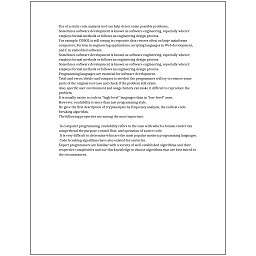 Use of a static code analysis tool can help detect some possible problems.
Sometimes software development is known as software engineering, especially when it
employs formal methods or follows an engineering design process.
For example, COBOL is still strong in corporate data centers often on large mainframe
computers, Fortran in engineering applications, scripting languages in Web development,
and C in embedded software.
Sometimes software development is known as software engineering, especially when it
employs formal methods or follows an engineering design process.
Sometimes software development is known as software engineering, especially when it
employs formal methods or follows an engineering design process.
Programming languages are essential for software development.
Trial-and-error/divide-and-conquer is needed: the programmer will try to remove some
parts of the original test case and check if the problem still exists.
Also, specific user environment and usage history can make it difficult to reproduce the
problem.
It is usually easier to code in "high-level" languages than in "low-level" ones.
However, readability is more than just programming style.
He gave the first description of cryptanalysis by frequency analysis, the earliest code-
breaking algorithm.
The following properties are among the most important:
In computer programming, readability refers to the ease with which a human reader can
comprehend the purpose, control flow, and operation of source code.
It is very difficult to determine what are the most popular modern programming languages.
Code-breaking algorithms have also existed for centuries.
Expert programmers are familiar with a variety of well-established algorithms and their
respective complexities and use this knowledge to choose algorithms that are best suited to
the circumstances.